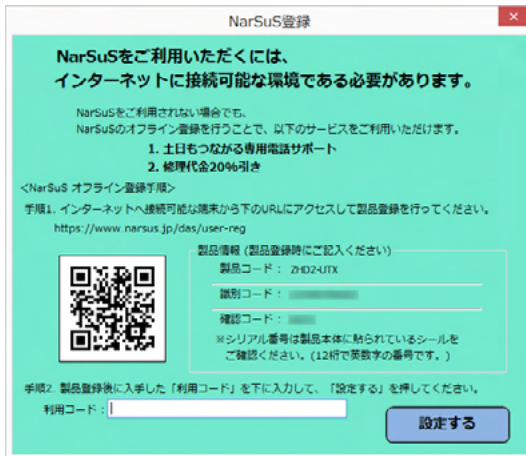 NarSuS登録
NarSuSをご利用いただくには、
インターネットに接続可能な環境である必要があります。
NarSuSをご利用されない場合でも、
NarSuSのオフライン登録を行うことで、以下のサービスをご利用いただけます。
1. 土日もつながる専用電話サポート
2. 修理代金20%引き
<NarSuS オフライン登録手順>
手順1. インターネットへ接続可能な端末から下のURLにアクセスして製品登録を行ってください。
https://www.narsus.jp/das/user-reg
製品情報 (製品登録時にご記入ください)
製品コード： ZHD2-UTX
識別コード：
確認コード：
※シリアル番号は製品本体に貼られているシールを
ご確認ください。(12桁で英数字の番号です。)
手順2. 製品登録後に入手した「利用コード」を下に入力して、「設定する」を押してください。
利用コード：
設定する